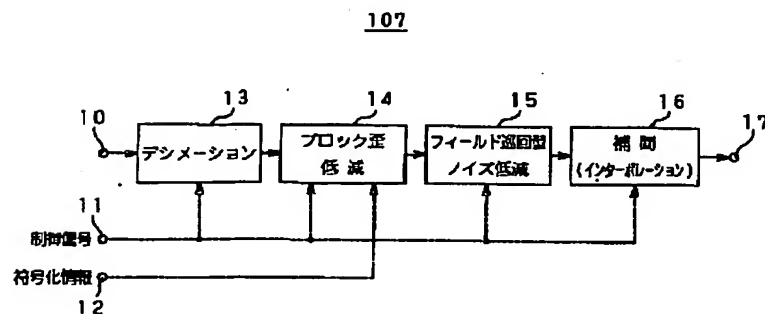 107
13
14
15
16
17
10
デシメーション
ブロック歪
低減
フィールド巡回型
ノイズ低減
補間
(インターポレーション)
11
制御信号
符号化情報
12